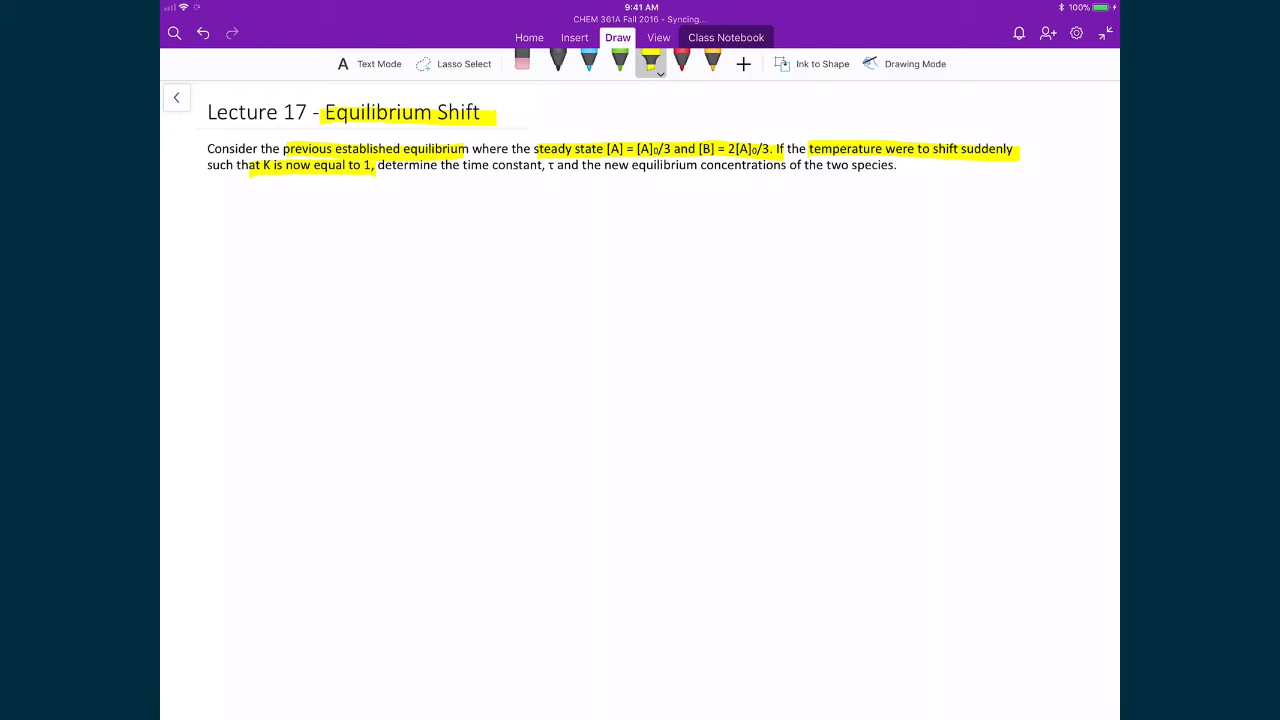 9:41 AM
100%
CHEM 361A Fall 2016 - Syncing...
Home Insert Draw View Class Notebook
A Text Mode Lasso Select Ink to Shape Drawing Mode
Lecture 17 - Equilibrium Shift
Consider the previous established equilibrium where the steady state [A] = [A]₀/3 and [B] = 2[A]₀/3. If the temperature were to shift suddenly
such that K is now equal to 1, determine the time constant, τ and the new equilibrium concentrations of the two species.